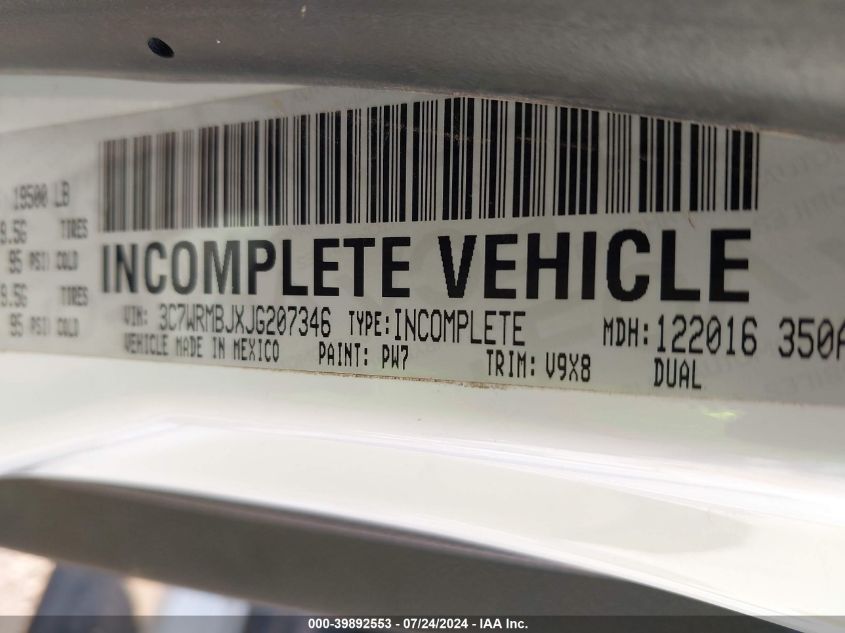 19500 LB
9.5G TIRES
95 PSI/COLD
9.5G TIRES
95 PSI/COLD
INCOMPLETE VEHICLE
VIN: 3C7WRMBJXJG207346 TYPE:INCOMPLETE MDH:122016 350A
VEHICLE MADE IN MEXICO PAINT: PW7 TRIM: V9X8 DUAL
000-39892553 - 07/24/2024 - IAA Inc.